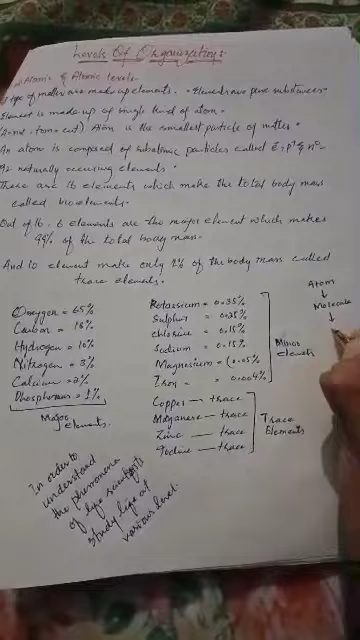 Levels Of Organizations:
Atomic & Atomic levels:
type of matter are made up elements. Elements are pure substances.
Element is made up of single kind of atom.
Atom is the smallest particle of matter.
An atom is composed of subatomic particles called e⁻, p⁺ & n⁰.
92 naturally occuring elements.
There are 16 elements which make the total body mass
called bioelements.
Out of 16, 6 elements are the major element which makes
99% of the total body mass.
And 10 element make only 1% of the body mass called
trace elements.
Oxygen = 65%
Carbon = 18%
Hydrogen = 10%
Nitrogen = 3%
Calcium = 2%
Phosphorus = 1%
Major
elements.
Potassium = 0.35%
Sulphur = 0.25%
Chlorine = 0.15%
Sodium = 0.15%
Magnesium = 0.05%
Iron = 0.004%
Minor
elements
Copper — trace
Manganese — trace
Zinc — trace
Iodine — trace
Trace
Elements
Atom
↓
Molecule
↓
In order to
understand
the phenomena
of life scientists
study life at
various level.